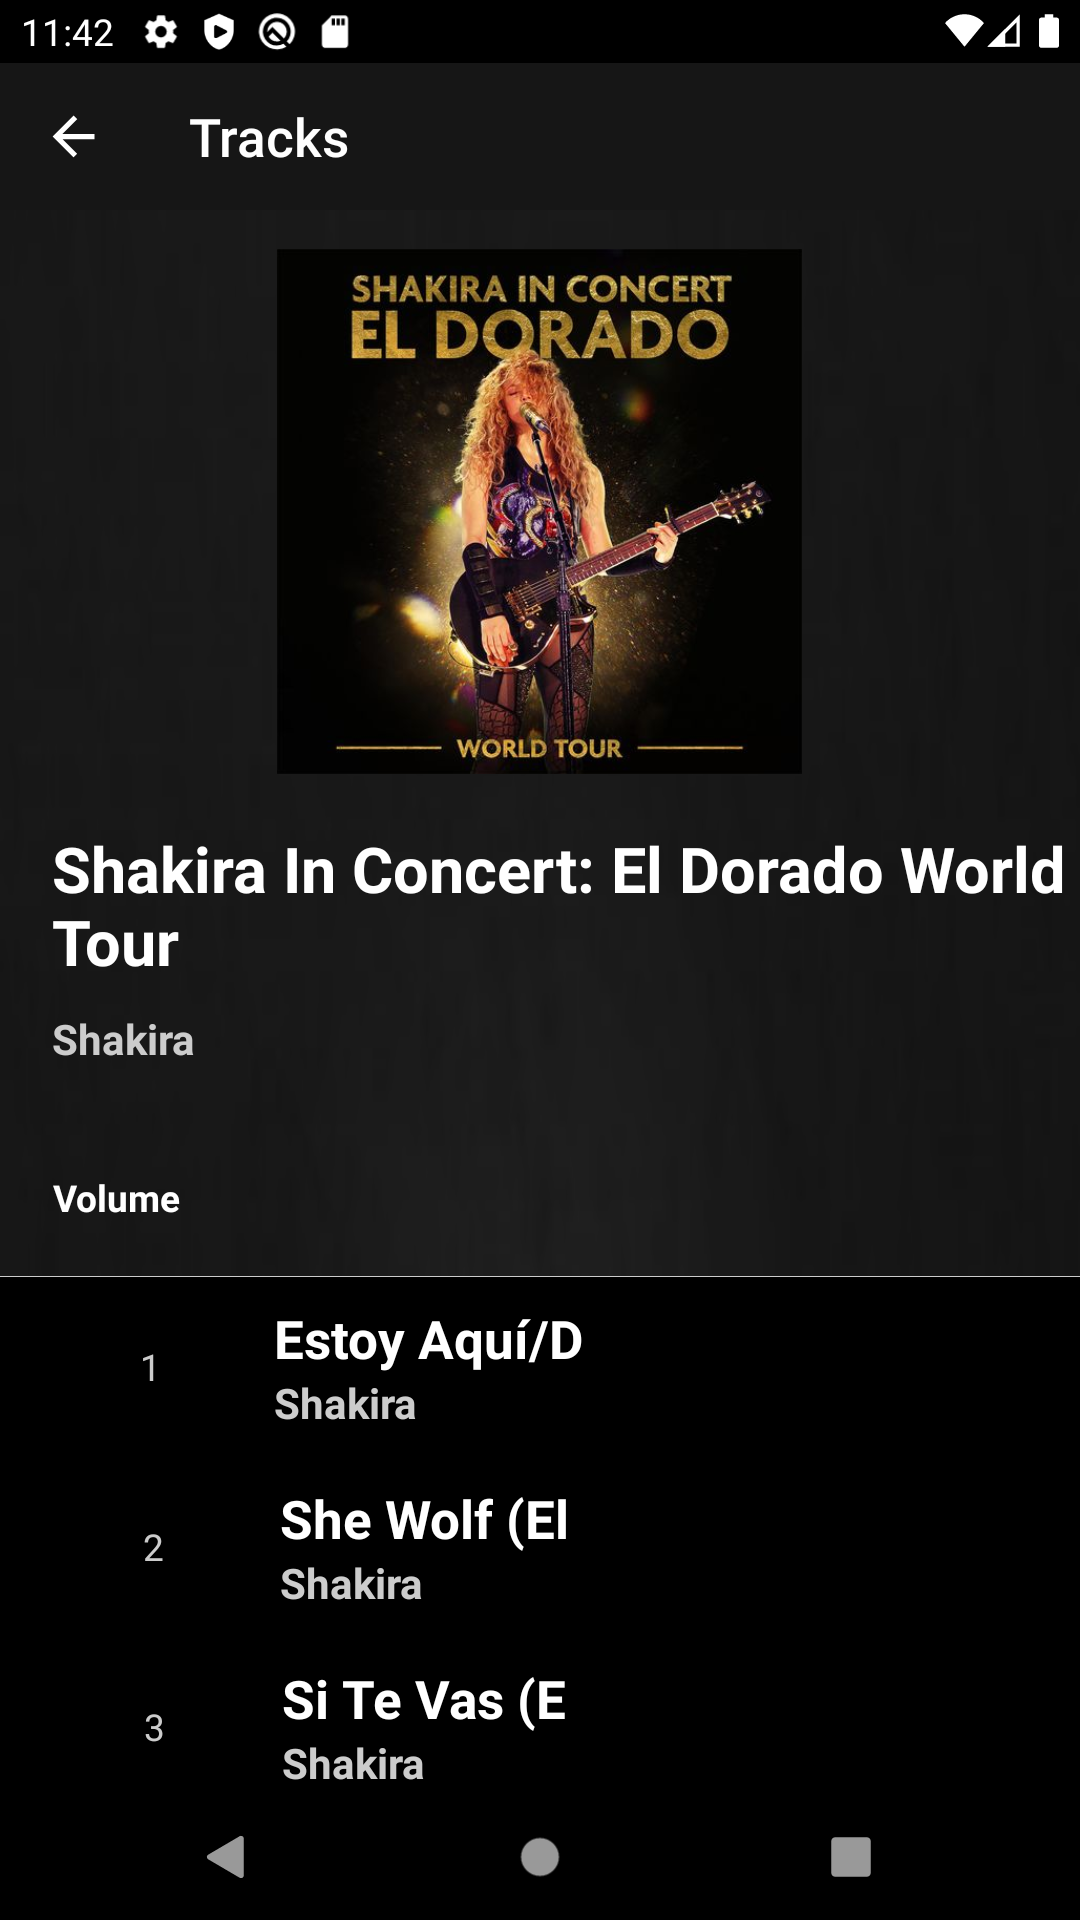 11:42
Tracks
SHAKIRA IN CONCERT
EL DORADO
WORLD TOUR
Shakira In Concert: El Dorado World
Tour
Shakira
Volume
1
Estoy Aquí/D
Shakira
2
She Wolf (El
Shakira
3
Si Te Vas (E
Shakira